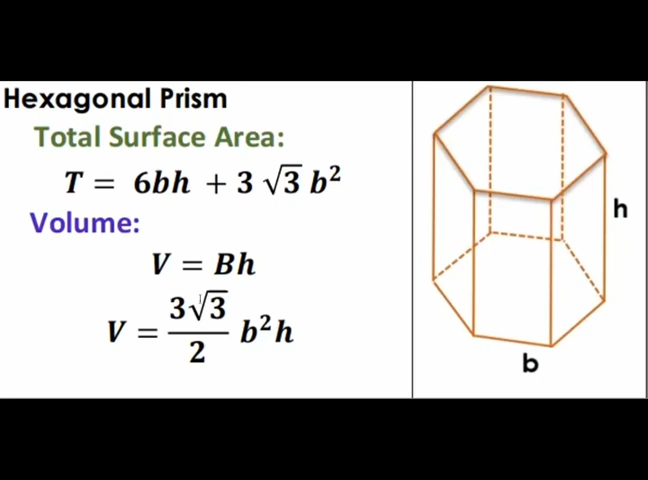 Hexagonal Prism
Total Surface Area:
T = 6bh + 3 √3 b²
Volume:
V = Bh
V = 3√3/2 b²h
h
b